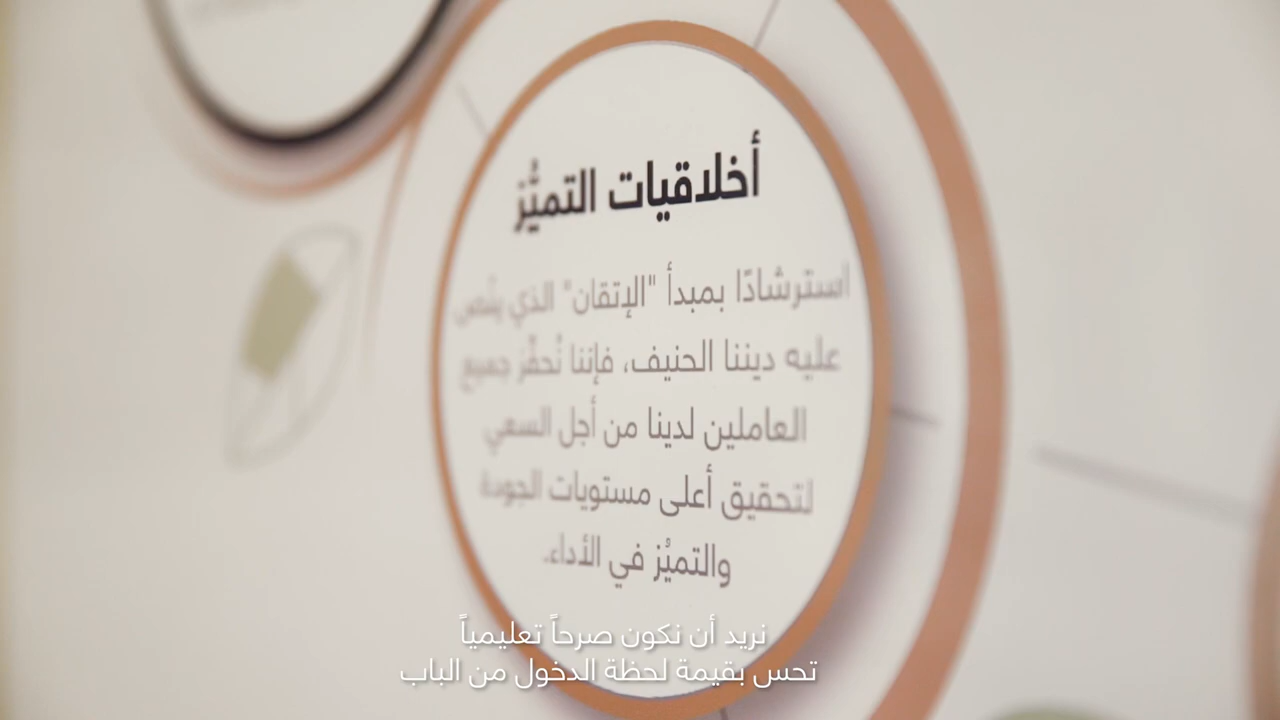 أخلاقيات التميُّز
استرشادًا بمبدأ "الإتقان" الذي ينص
عليه ديننا الحنيف، فإننا نُحفِّز جميع
العاملين لدينا من أجل السعي
لتحقيق أعلى مستويات الجودة
والتميُز في الأداء.
نريد أن نكون صرحاً تعليمياً
تحس بقيمة لحظة الدخول من الباب